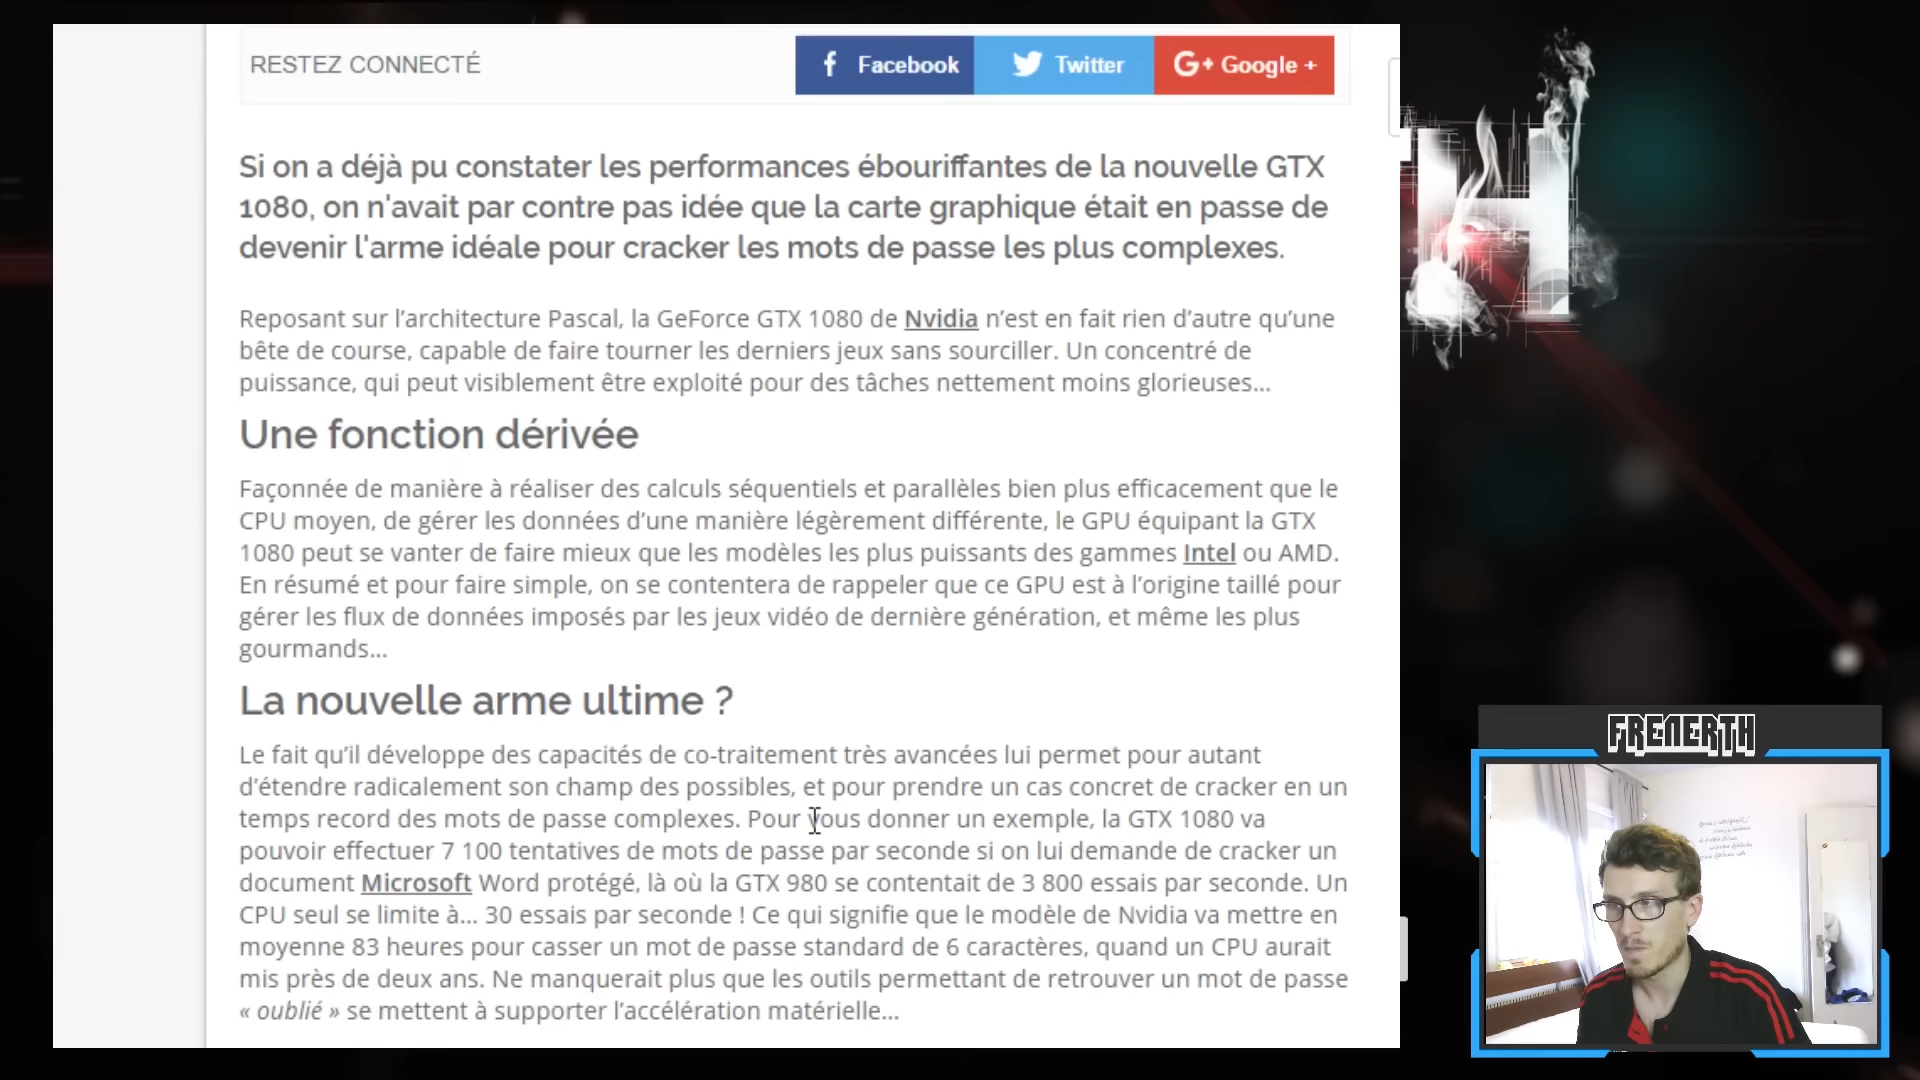 RESTEZ CONNECTÉ
Facebook
Twitter
G+ Google +
Si on a déjà pu constater les performances ébouriffantes de la nouvelle GTX
1080, on n'avait par contre pas idée que la carte graphique était en passe de
devenir l'arme idéale pour cracker les mots de passe les plus complexes.
Reposant sur l’architecture Pascal, la GeForce GTX 1080 de Nvidia n’est en fait rien d’autre qu’une
bête de course, capable de faire tourner les derniers jeux sans sourciller. Un concentré de
puissance, qui peut visiblement être exploité pour des tâches nettement moins glorieuses…
Une fonction dérivée
Façonnée de manière à réaliser des calculs séquentiels et parallèles bien plus efficacement que le
CPU moyen, de gérer les données d’une manière légèrement différente, le GPU équipant la GTX
1080 peut se vanter de faire mieux que les modèles les plus puissants des gammes Intel ou AMD.
En résumé et pour faire simple, on se contentera de rappeler que ce GPU est à l’origine taillé pour
gérer les flux de données imposés par les jeux vidéo de dernière génération, et même les plus
gourmands…
La nouvelle arme ultime ?
Le fait qu’il développe des capacités de co-traitement très avancées lui permet pour autant
d’étendre radicalement son champ des possibles, et pour prendre un cas concret de cracker en un
temps record des mots de passe complexes. Pour vous donner un exemple, la GTX 1080 va
pouvoir effectuer 7 100 tentatives de mots de passe par seconde si on lui demande de cracker un
document Microsoft Word protégé, là où la GTX 980 se contentait de 3 800 essais par seconde. Un
CPU seul se limite à… 30 essais par seconde ! Ce qui signifie que le modèle de Nvidia va mettre en
moyenne 83 heures pour casser un mot de passe standard de 6 caractères, quand un CPU aurait
mis près de deux ans. Ne manquerait plus que les outils permettant de retrouver un mot de passe
« oublié » se mettent à supporter l’accélération matérielle…
H
FRENERTH